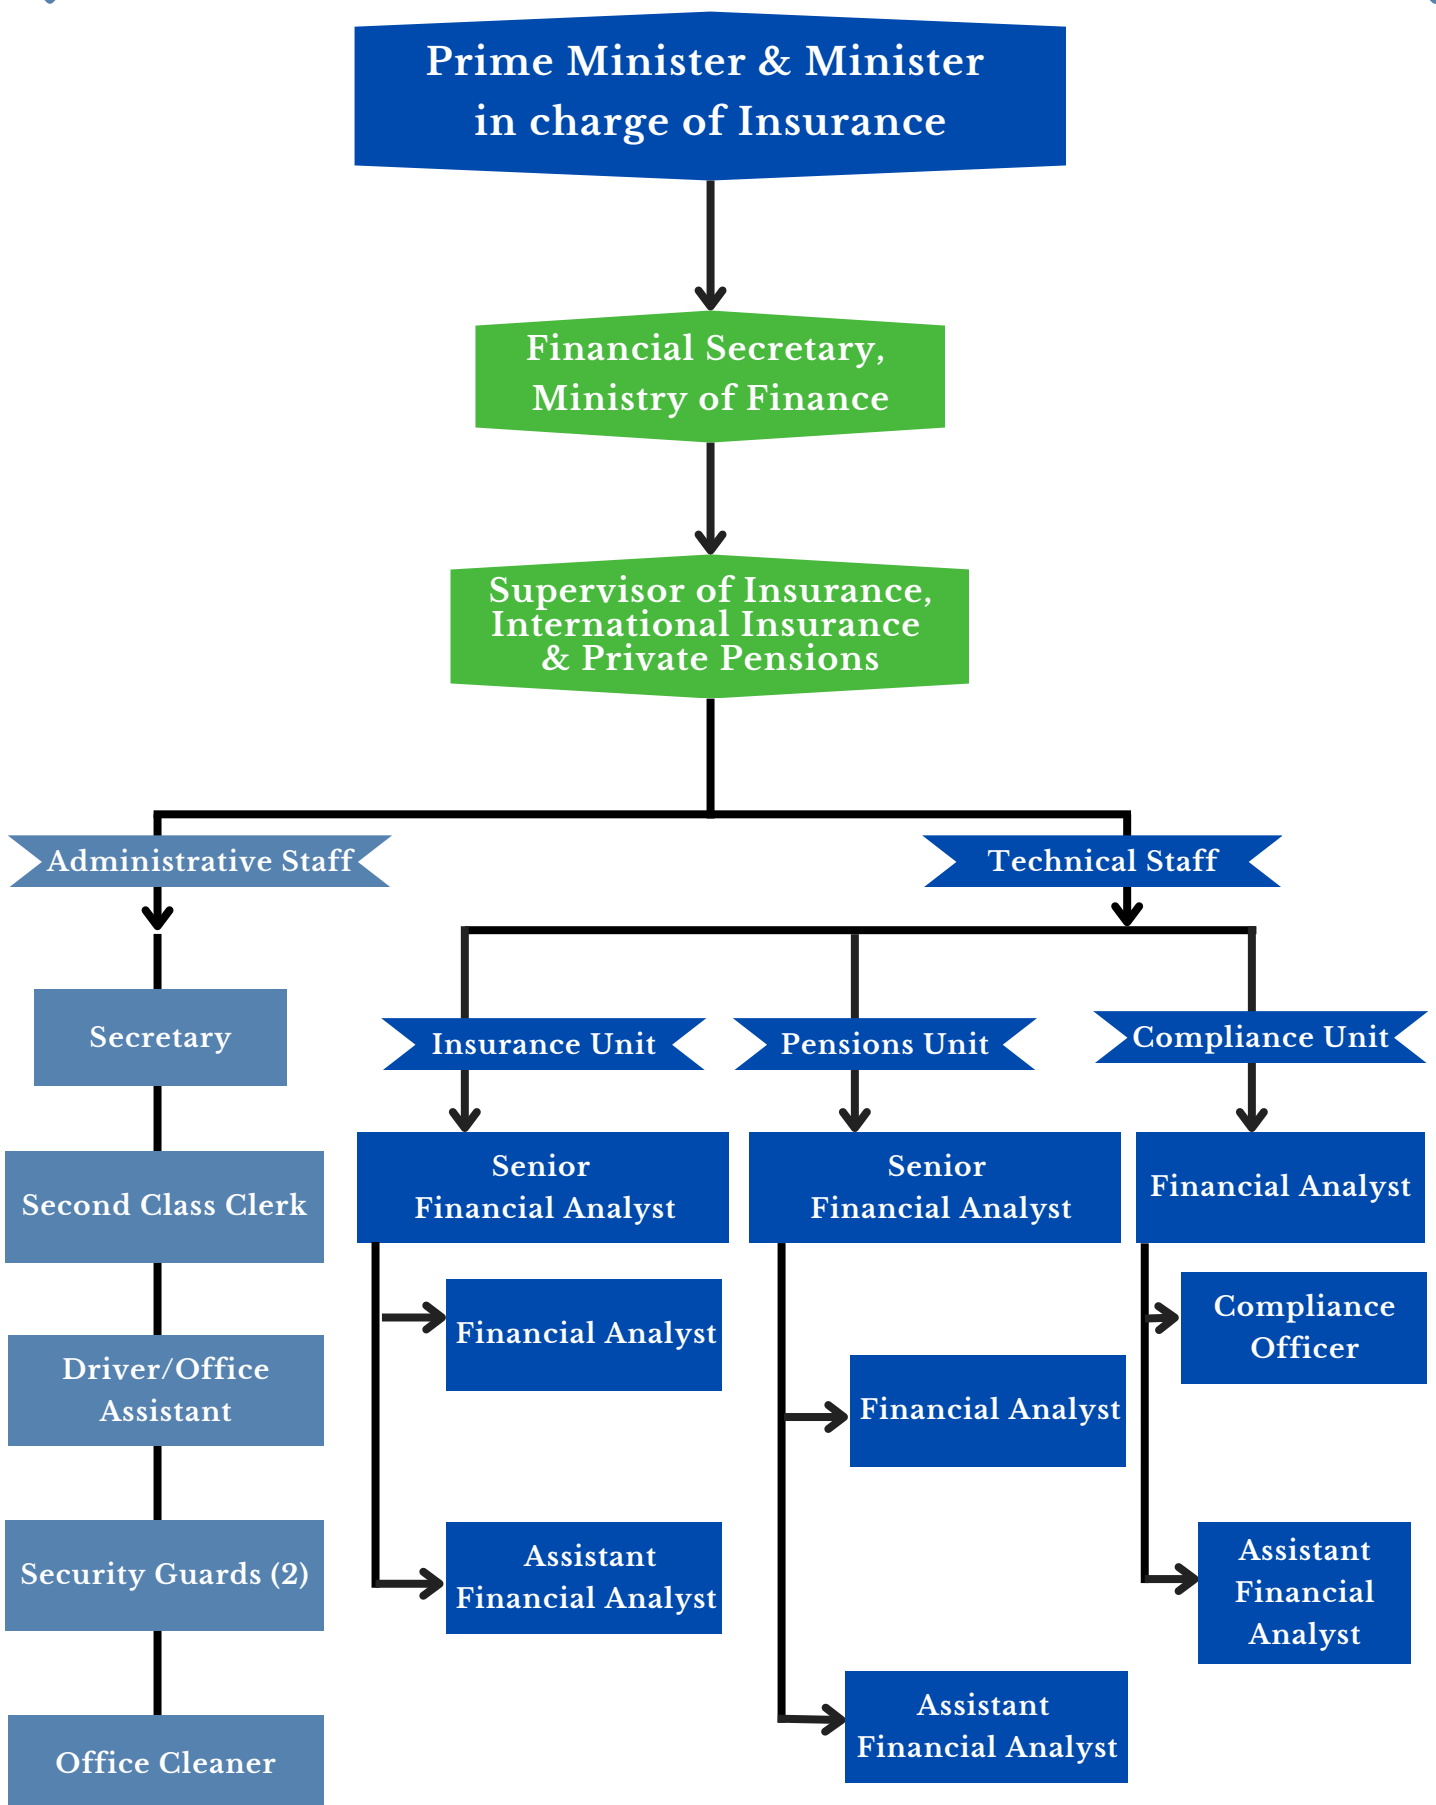 Prime Minister & Minister
in charge of Insurance
Financial Secretary,
Ministry of Finance
Supervisor of Insurance,
International Insurance
& Private Pensions
Administrative Staff
Technical Staff
Secretary
Second Class Clerk
Driver/Office
Assistant
Security Guards (2)
Office Cleaner
Insurance Unit
Senior
Financial Analyst
Financial Analyst
Assistant
Financial Analyst
Pensions Unit
Senior
Financial Analyst
Financial Analyst
Assistant
Financial Analyst
Compliance Unit
Financial Analyst
Compliance
Officer
Assistant
Financial
Analyst